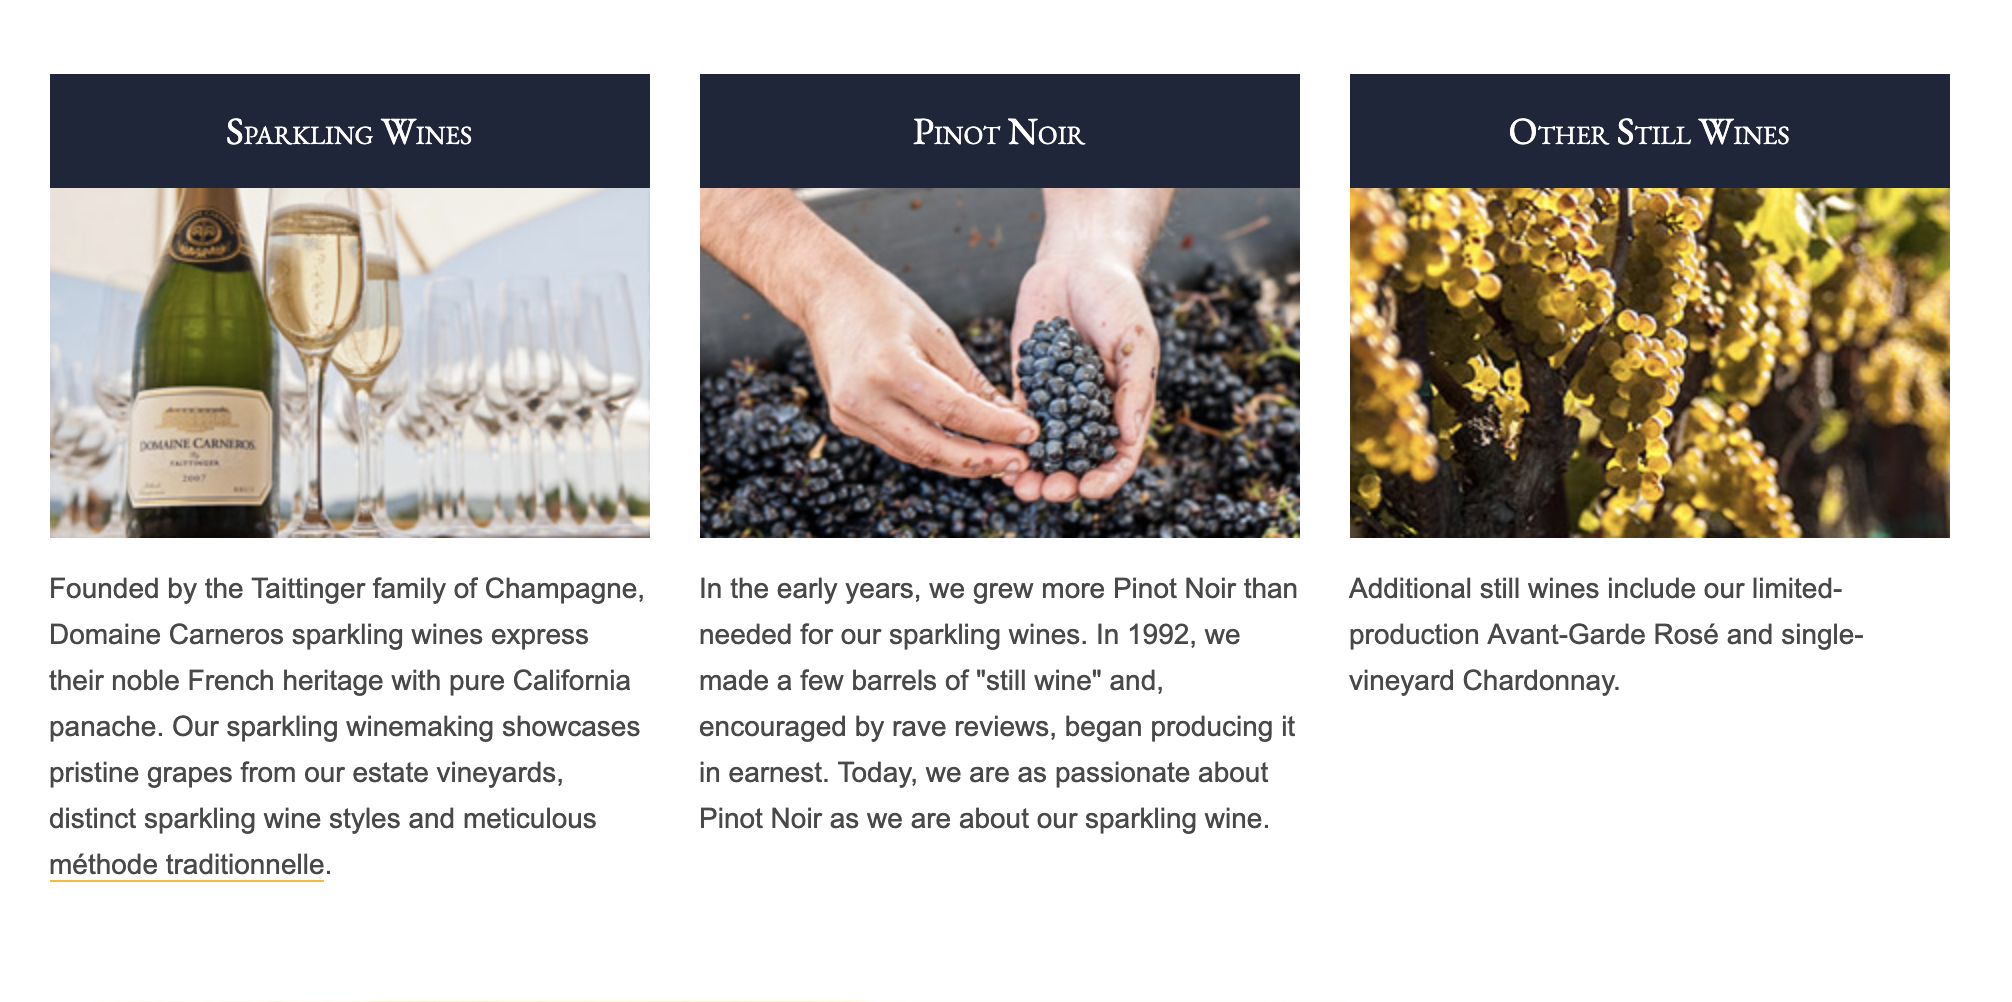 Sparkling Wines
DOMAINE CARNEROS.
By
TAITTINGER
2007
BRUT
Founded by the Taittinger family of Champagne,
Domaine Carneros sparkling wines express
their noble French heritage with pure California
panache. Our sparkling winemaking showcases
pristine grapes from our estate vineyards,
distinct sparkling wine styles and meticulous
méthode traditionnelle.
Pinot Noir
In the early years, we grew more Pinot Noir than
needed for our sparkling wines. In 1992, we
made a few barrels of "still wine" and,
encouraged by rave reviews, began producing it
in earnest. Today, we are as passionate about
Pinot Noir as we are about our sparkling wine.
Other Still Wines
Additional still wines include our limited-
production Avant-Garde Rosé and single-
vineyard Chardonnay.